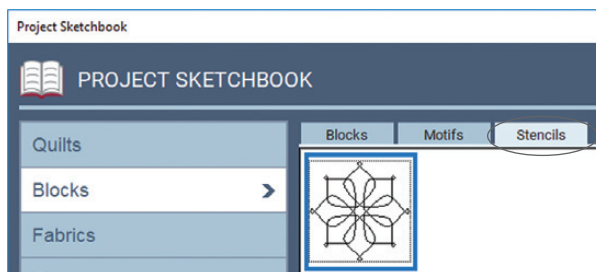 Project Sketchbook
PROJECT SKETCHBOOK
Quilts
Blocks
Fabrics
Blocks Motifs Stencils